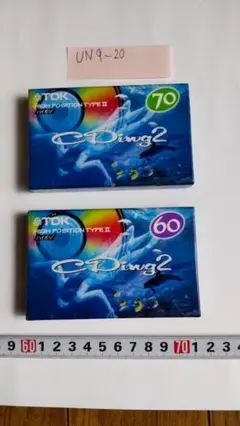 UN9-20
TDK
HIGH POSITION TYPE II
70
CDing2
TDK
HIGH POSITION TYPE II
60
CDing2
9 60 1 2 3 4 5 6 7 8 9 70 1 2 3